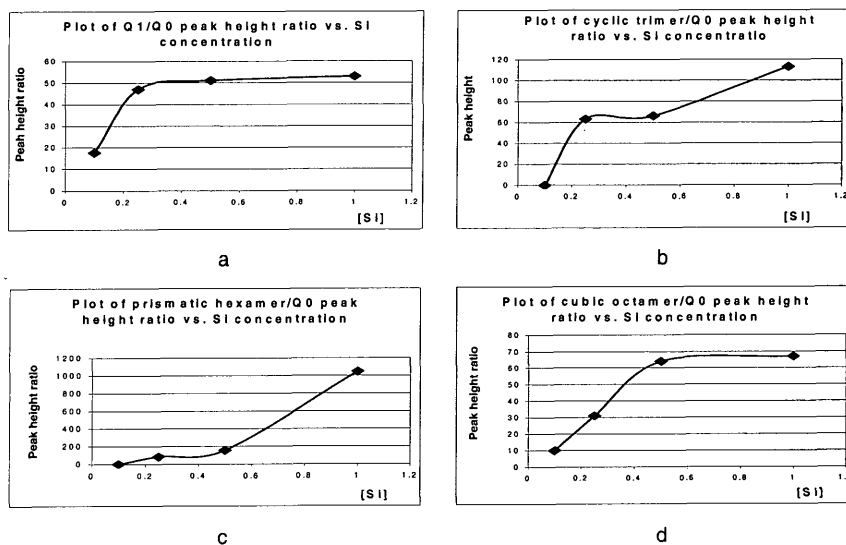 Plot of Q1/Q0 peak height ratio vs. Si
concentration
Peah height ratio
60
50
40
30
20
10
0
0
0.2
0.4
0.6
0.8
1
1.2
[Si]
a
Plot of cyclic trimer/Q0 peak height
ratio vs. Si concentratio
Peak height
120
100
80
60
40
20
0
0
0.2
0.4
0.6
0.8
1
1.2
[Si]
b
Plot of prismatic hexamer/Q0 peak
height ratio vs. Si concentration
Peak height ratio
1200
1000
800
600
400
200
0
0
0.2
0.4
0.6
0.8
1
1.2
[Si]
c
Plot of cubic octamer/Q0 peak height
ratio vs. Si concentration
Peak height ratio
80
70
60
50
40
30
20
10
0
0
0.2
0.4
0.6
0.8
1
1.2
[Si]
d